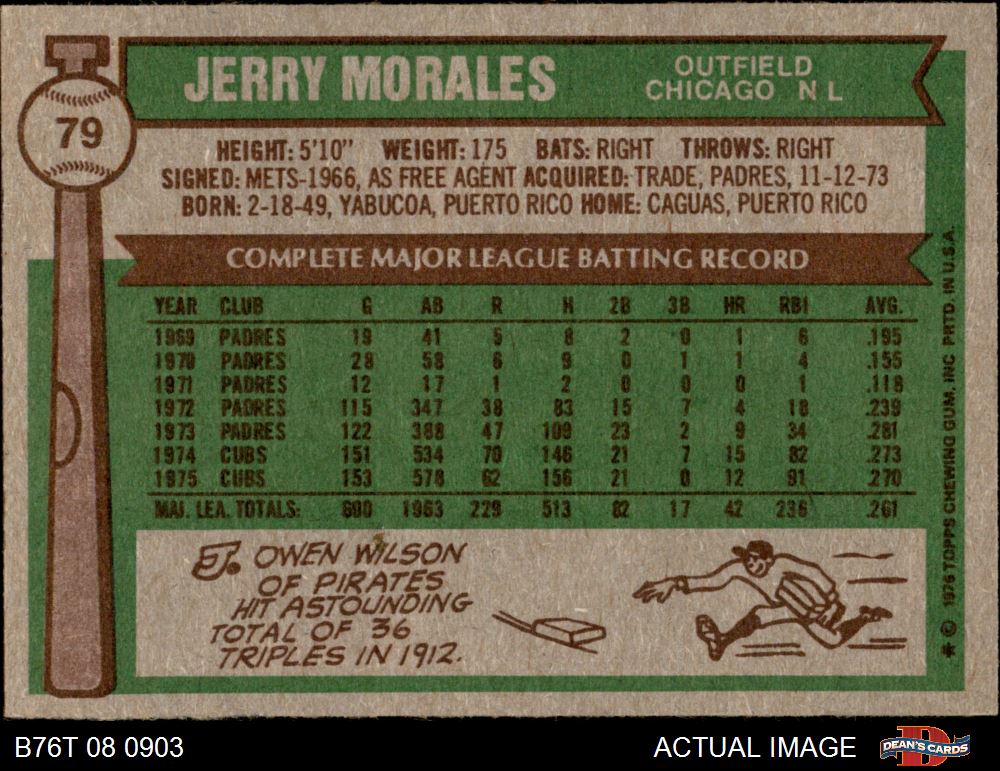 79
JERRY MORALES
OUTFIELD
CHICAGO N L
HEIGHT: 5'10" WEIGHT: 175 BATS: RIGHT THROWS: RIGHT
SIGNED: METS-1966, AS FREE AGENT ACQUIRED: TRADE, PADRES, 11-12-73
BORN: 2-18-49, YABUCOA, PUERTO RICO HOME: CAGUAS, PUERTO RICO
COMPLETE MAJOR LEAGUE BATTING RECORD
YEAR CLUB G AB R H 2B 3B HR RBI AVG.
1969 PADRES 19 41 5 8 2 0 1 6 .195
1970 PADRES 28 58 6 9 0 1 1 4 .155
1971 PADRES 12 17 1 2 0 0 0 1 .118
1972 PADRES 115 347 38 83 15 7 4 18 .239
1973 PADRES 122 388 47 109 23 2 9 34 .281
1974 CUBS 151 534 70 146 21 7 15 82 .273
1975 CUBS 153 578 62 156 21 0 12 91 .270
MAJ. LEA. TOTALS: 600 1963 229 513 82 17 42 236 .261
EJ. OWEN WILSON
OF PIRATES
HIT ASTOUNDING
TOTAL OF 36
TRIPLES IN 1912.
* © 1976 TOPPS CHEWING GUM, INC PRTD. IN U.S.A.
B76T 08 0903
ACTUAL IMAGE
DEAN'S CARDS